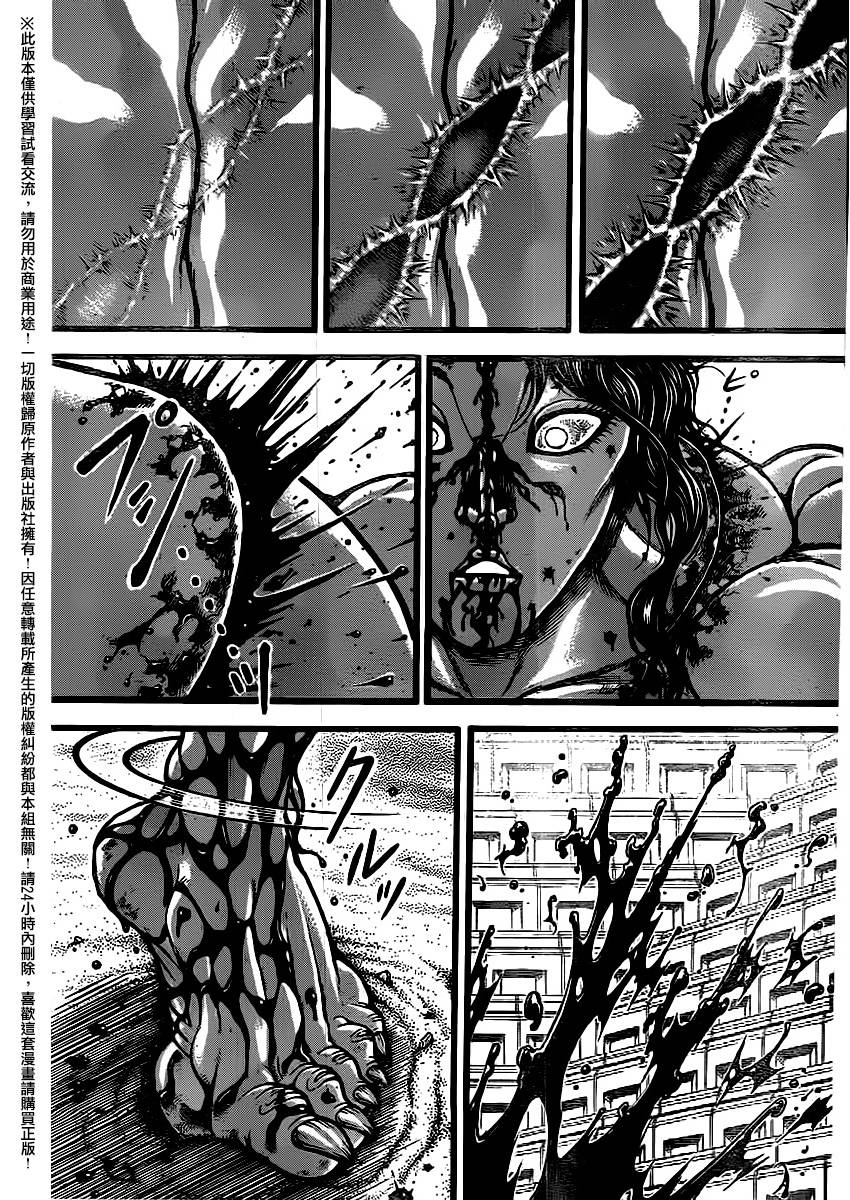 ※此版本僅供學習試看交流，請勿用於商業用途！一切版權歸原作者與出版社擁有！因任意轉載所產生的版權糾紛都與本組無關！請24小時內刪除，喜歡這套漫畫請購買正版！
ピッ
パッ
クルッ